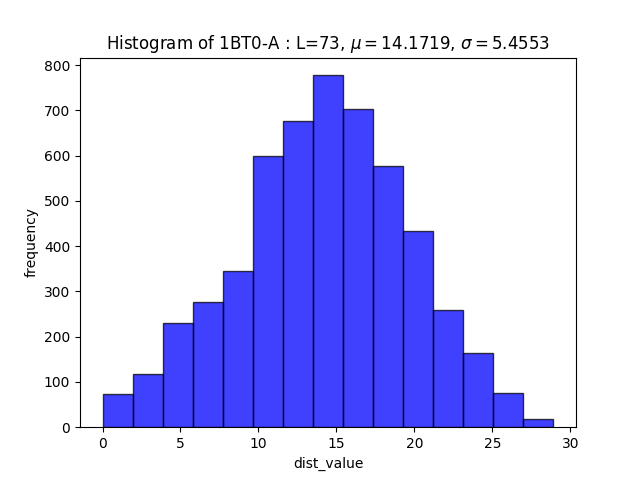 Histogram of 1BT0-A : L=73, μ = 14.1719, σ = 5.4553
800
700
600
500
400
300
200
100
0
frequency
0 5 10 15 20 25 30
dist_value